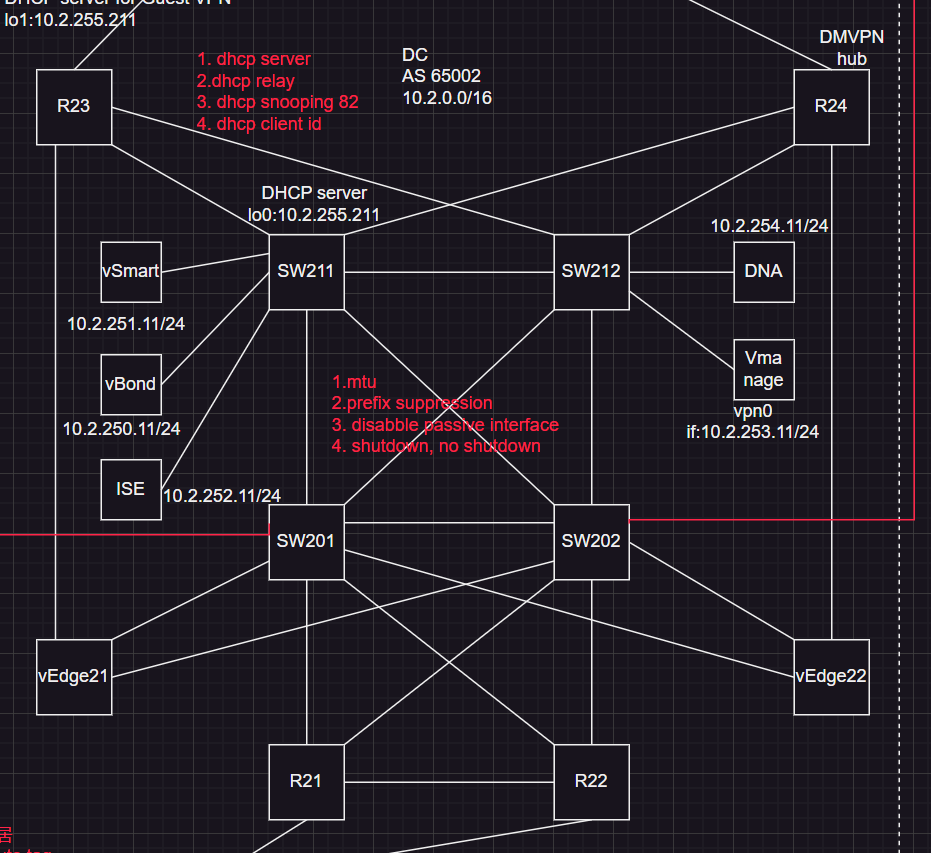 DHCP server for Guest VPN
lo1:10.2.255.211
DMVPN
hub
1. dhcp server
2.dhcp relay
3. dhcp snooping 82
4. dhcp client id
DC
AS 65002
10.2.0.0/16
R23
R24
DHCP server
lo0:10.2.255.211
10.2.254.11/24
vSmart
SW211
SW212
DNA
10.2.251.11/24
vBond
Vma
nage
10.2.250.11/24
vpn0
if:10.2.253.11/24
1.mtu
2.prefix suppression
3. disabble passive interface
4. shutdown, no shutdown
ISE
10.2.252.11/24
SW201
SW202
vEdge21
vEdge22
R21
R22
居